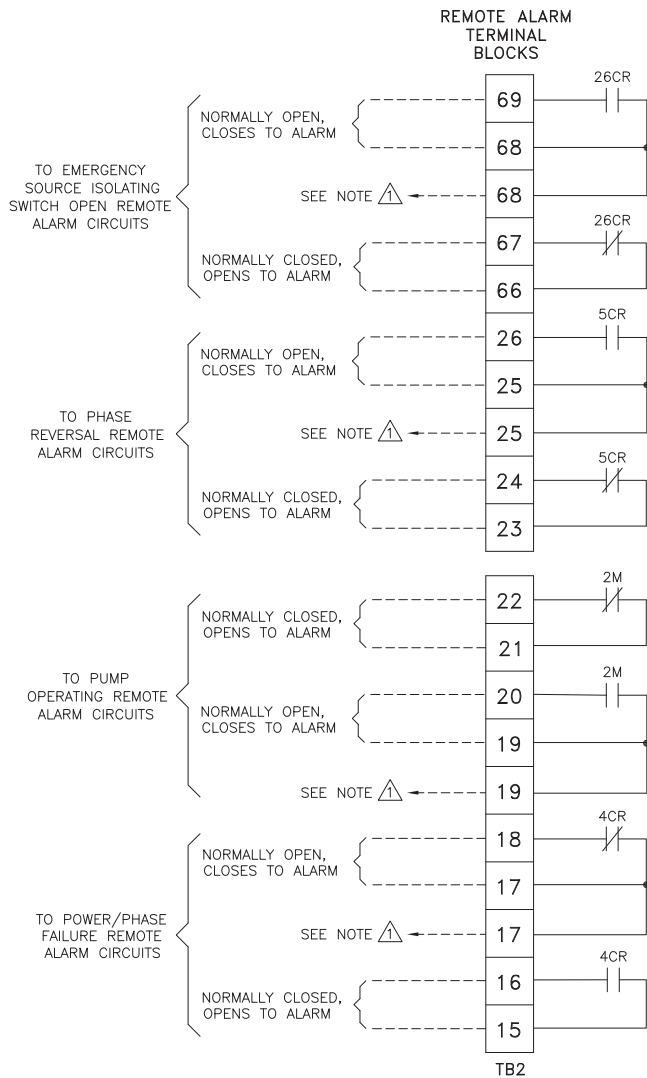 REMOTE ALARM
TERMINAL
BLOCKS
TO EMERGENCY
SOURCE ISOLATING
SWITCH OPEN REMOTE
ALARM CIRCUITS
NORMALLY OPEN,
CLOSES TO ALARM
69
26CR
68
SEE NOTE 1
68
NORMALLY CLOSED,
OPENS TO ALARM
67
26CR
66
TO PHASE
REVERSAL REMOTE
ALARM CIRCUITS
NORMALLY OPEN,
CLOSES TO ALARM
26
5CR
25
SEE NOTE 1
25
NORMALLY CLOSED,
OPENS TO ALARM
24
5CR
23
TO PUMP
OPERATING REMOTE
ALARM CIRCUITS
NORMALLY CLOSED,
OPENS TO ALARM
22
2M
21
NORMALLY OPEN,
CLOSES TO ALARM
20
2M
19
SEE NOTE 1
19
TO POWER/PHASE
FAILURE REMOTE
ALARM CIRCUITS
NORMALLY OPEN,
CLOSES TO ALARM
18
4CR
17
SEE NOTE 1
17
NORMALLY CLOSED,
OPENS TO ALARM
16
4CR
15
TB2